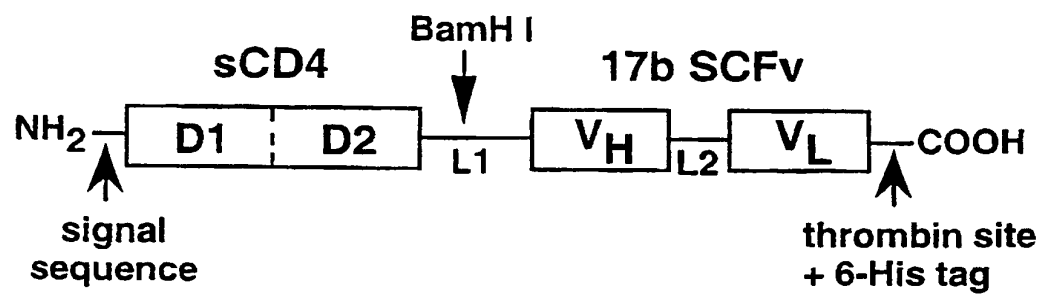 BamH I
sCD4
17b SCFv
NH2
D1
D2
L1
VH
L2
VL
COOH
signal
sequence
thrombin site
+ 6-His tag